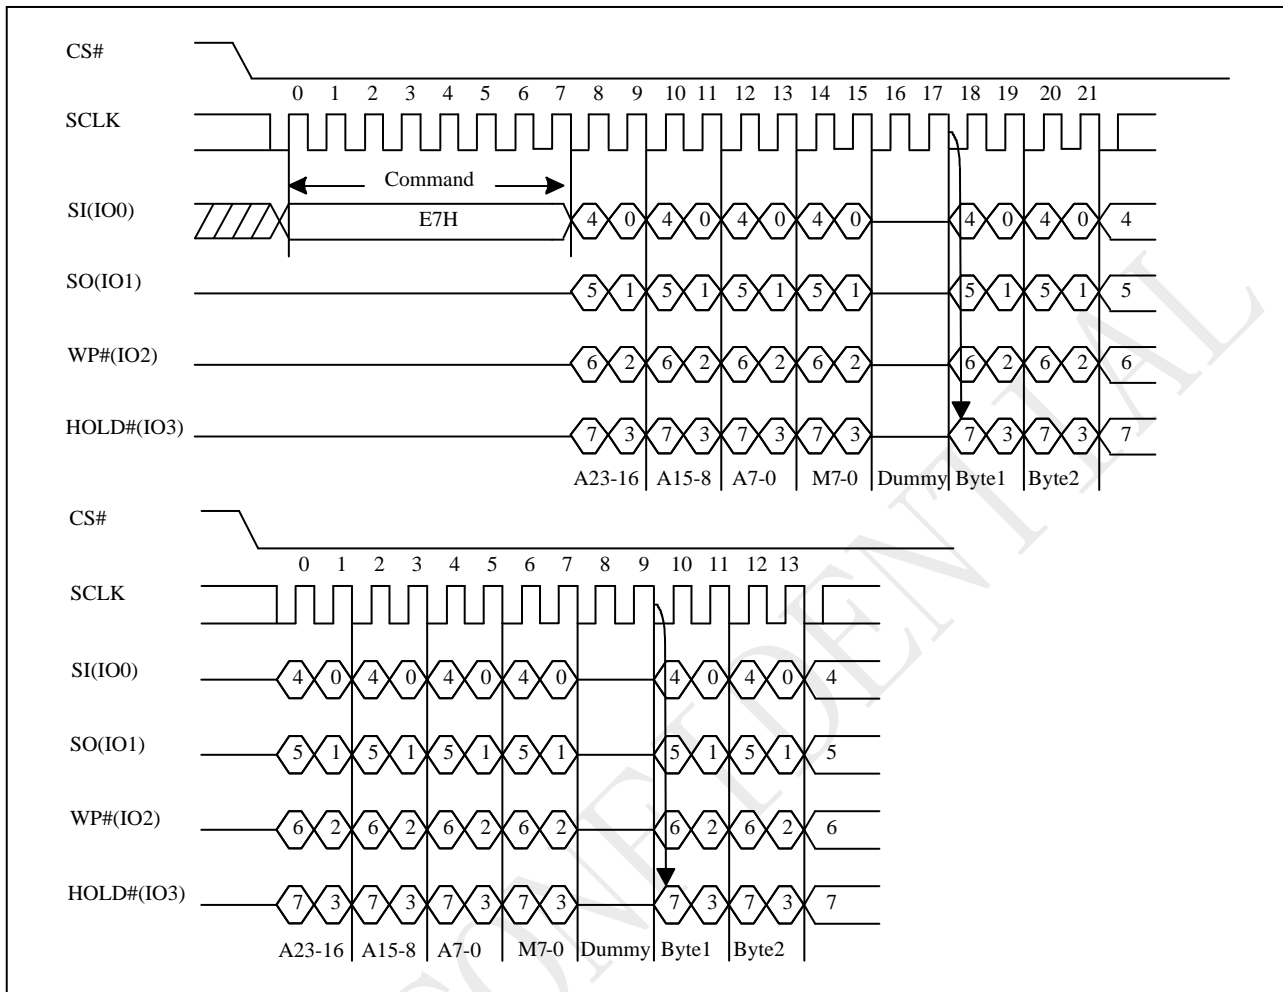 CS#
0 1 2 3 4 5 6 7 8 9 10 11 12 13 14 15 16 17 18 19 20 21
SCLK
Command
SI(IO0) E7H 4 0 4 0 4 0 4 0 4 0 4 0 4
SO(IO1) 5 1 5 1 5 1 5 1 5 1 5 1 5
WP#(IO2) 6 2 6 2 6 2 6 2 6 2 6 2 6
HOLD#(IO3) 7 3 7 3 7 3 7 3 7 3 7 3 7
A23-16 A15-8 A7-0 M7-0 Dummy Byte1 Byte2
CS#
0 1 2 3 4 5 6 7 8 9 10 11 12 13
SCLK
SI(IO0) 4 0 4 0 4 0 4 0 4 0 4 0 4
SO(IO1) 5 1 5 1 5 1 5 1 5 1 5 1 5
WP#(IO2) 6 2 6 2 6 2 6 2 6 2 6 2 6
HOLD#(IO3) 7 3 7 3 7 3 7 3 7 3 7 3 7
A23-16 A15-8 A7-0 M7-0 Dummy Byte1 Byte2
CONFIDENTIAL